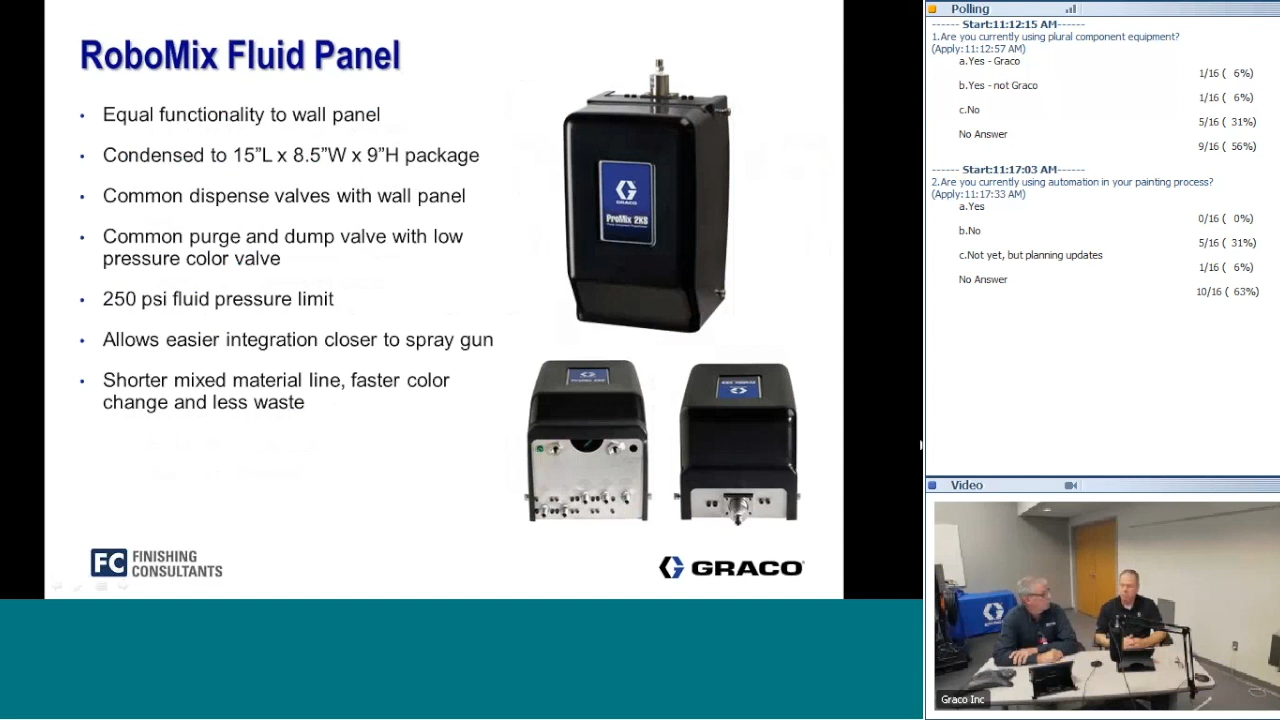 RoboMix Fluid Panel
• Equal functionality to wall panel
• Condensed to 15”L x 8.5”W x 9”H package
• Common dispense valves with wall panel
• Common purge and dump valve with low
pressure color valve
• 250 psi fluid pressure limit
• Allows easier integration closer to spray gun
• Shorter mixed material line, faster color
change and less waste
GRACO
ProMix 2KS
FC FINISHING
CONSULTANTS
GRACO
Polling
------ Start:11:12:15 AM------
1.Are you currently using plural component equipment?
(Apply:11:12:57 AM)
a.Yes - Graco
1/16 ( 6%)
b.Yes - not Graco
1/16 ( 6%)
c.No
5/16 ( 31%)
No Answer
9/16 ( 56%)
------ Start:11:17:03 AM------
2.Are you currently using automation in your painting process?
(Apply:11:17:33 AM)
a.Yes
0/16 ( 0%)
b.No
5/16 ( 31%)
c.Not yet, but planning updates
1/16 ( 6%)
No Answer
10/16 ( 63%)
Video
Graco Inc